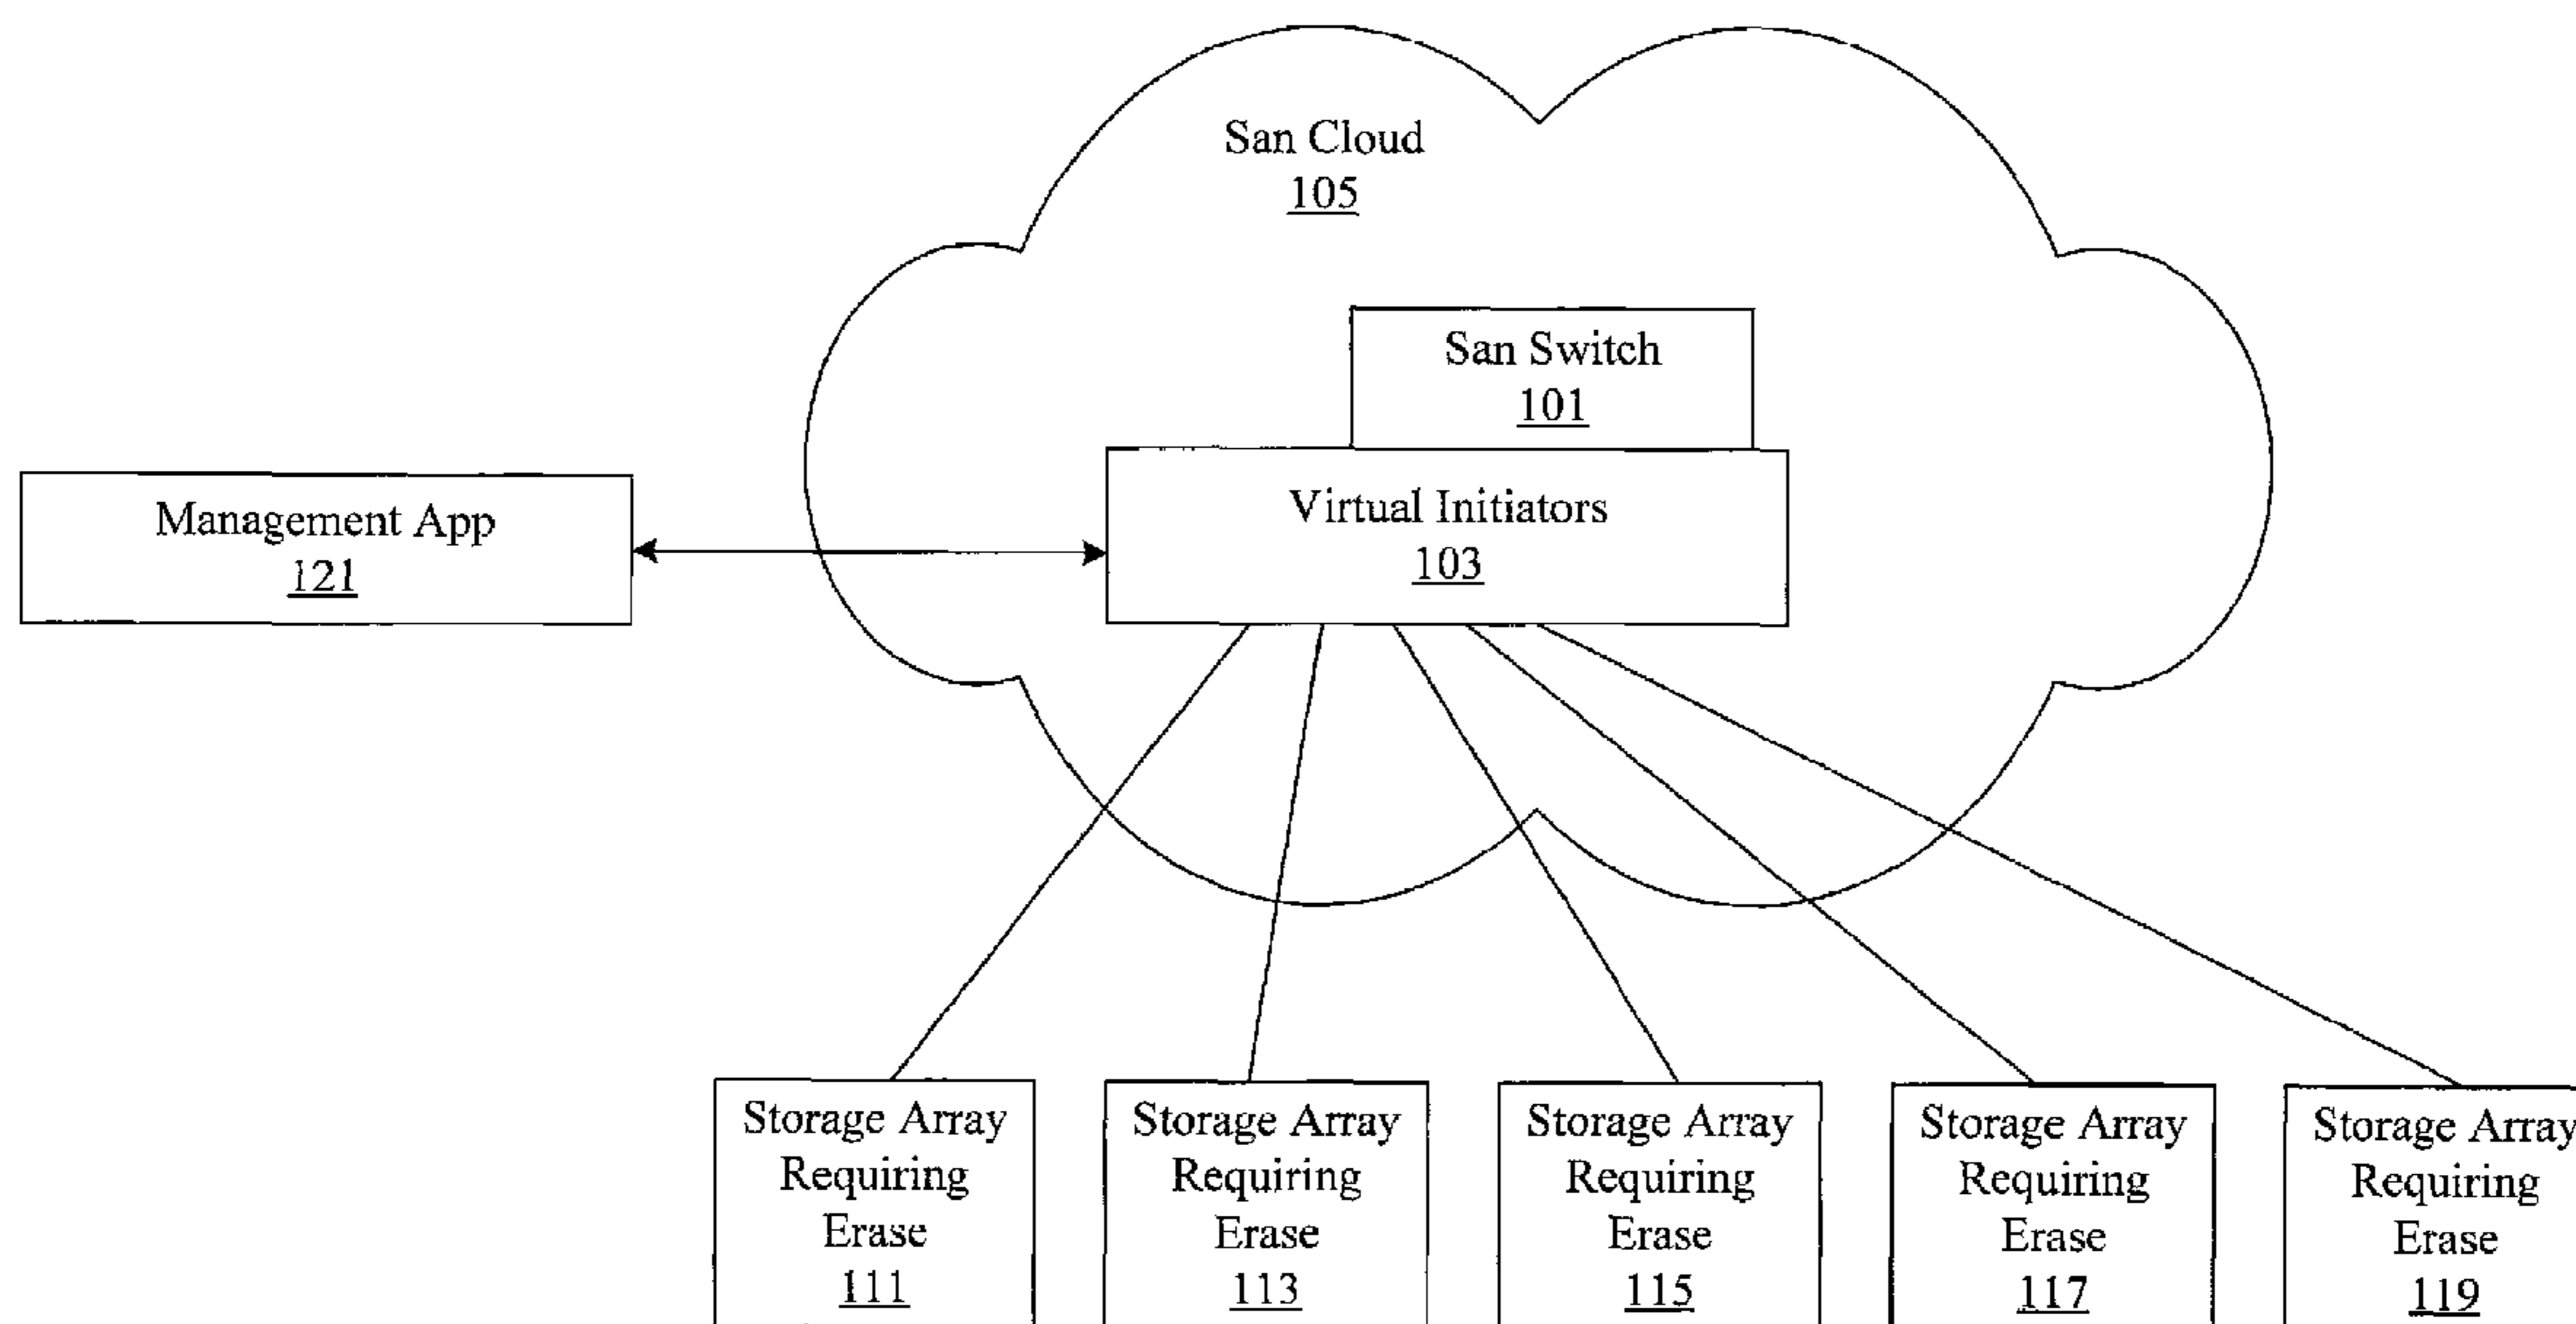 San Cloud
105
San Switch
101
Management App
121
Virtual Initiators
103
Storage Array
Requiring
Erase
111
Storage Array
Requiring
Erase
113
Storage Array
Requiring
Erase
115
Storage Array
Requiring
Erase
117
Storage Array
Requiring
Erase
119